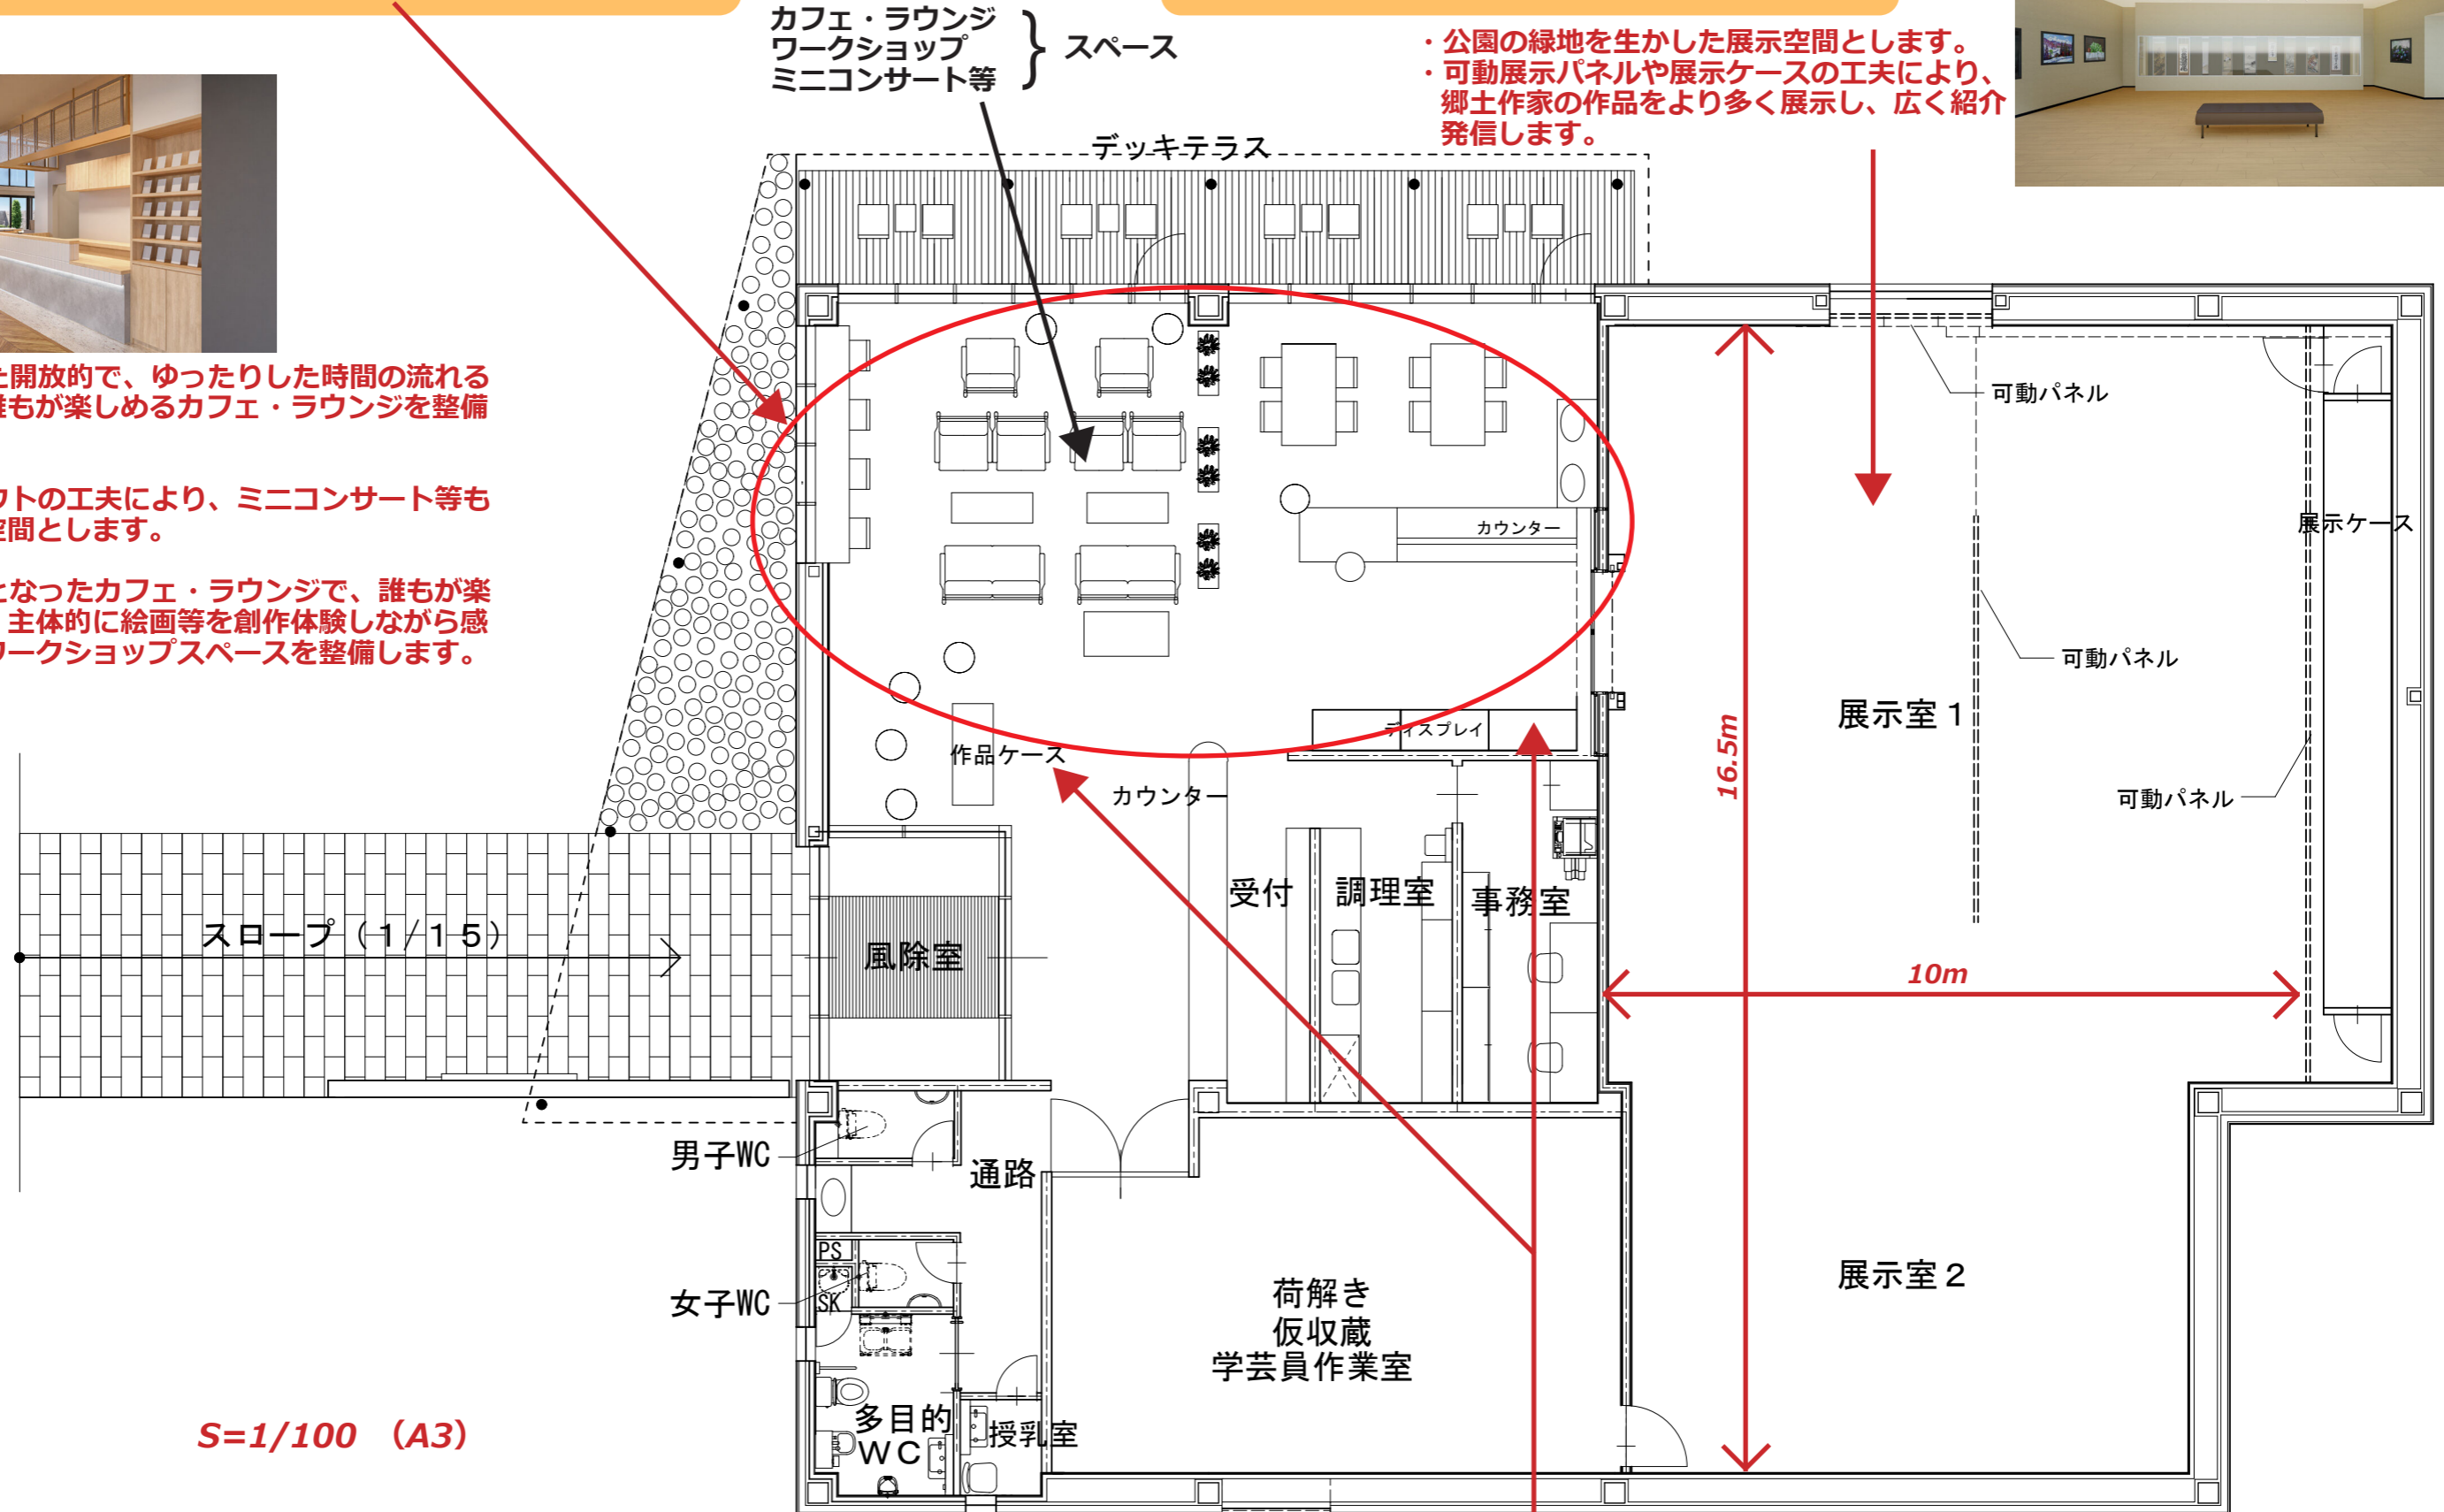 カフェ・ラウンジ
ワークショップ
ミニコンサート等
スペース
・公園の緑地を生かした展示空間とします。
・可動展示パネルや展示ケースの工夫により、
郷土作家の作品をより多く展示し、広く紹介
発信します。
デッキテラス
開放的で、ゆったりした時間の流れる
誰もが楽しめるカフェ・ラウンジを整備
ウトの工夫により、ミニコンサート等も
空間とします。
となったカフェ・ラウンジで、誰もが楽
主体的に絵画等を創作体験しながら感
ワークショップスペースを整備します。
可動パネル
カウンター
展示ケース
可動パネル
展示室1
16.5m
ディスプレイ
作品ケース
カウンター
可動パネル
受付
調理室
事務室
スロープ（1/15）
風除室
10m
男子WC
通路
PS
SK
女子WC
荷解き
仮収蔵
学芸員作業室
展示室2
多目的
WC
授乳室
S=1/100 （A3）